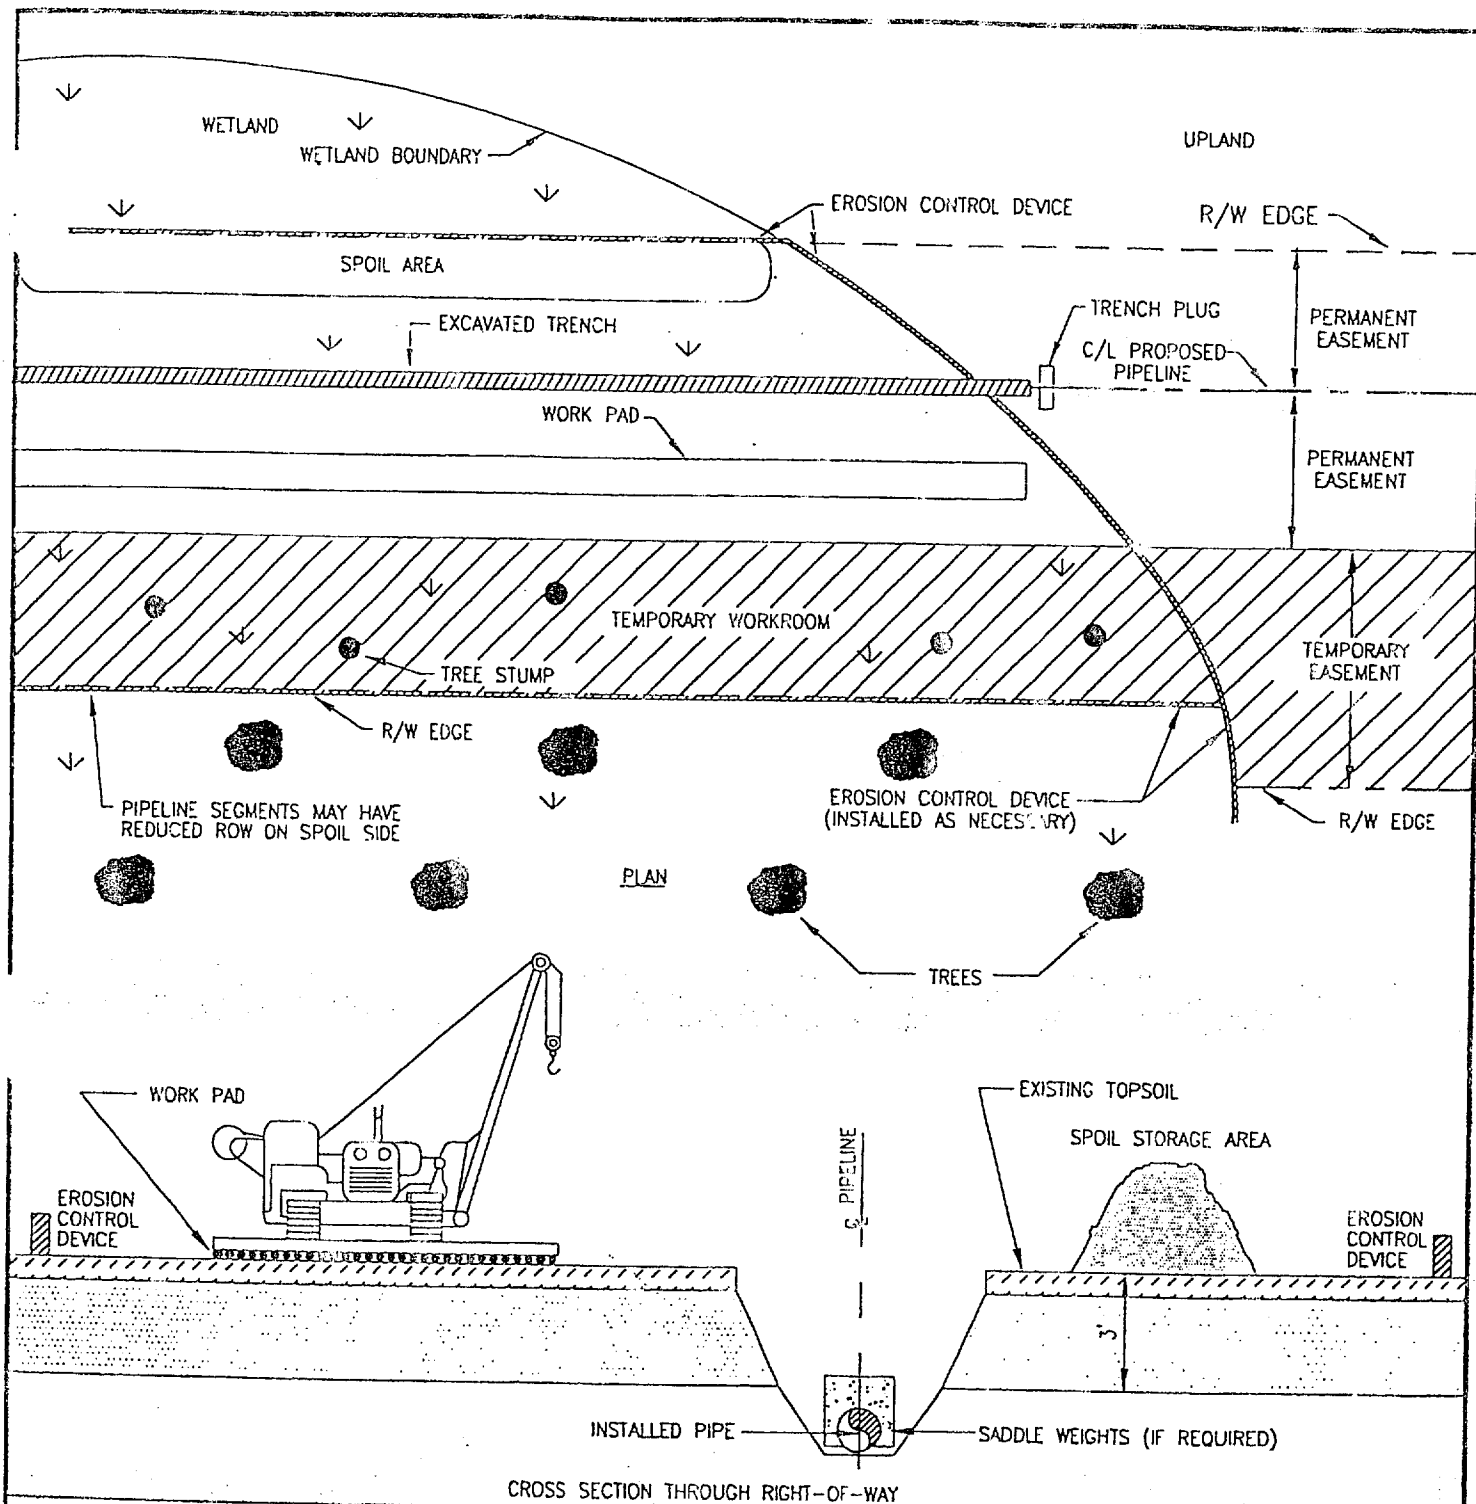 WETLAND
WETLAND BOUNDARY
UPLAND
EROSION CONTROL DEVICE
R/W EDGE
SPOIL AREA
EXCAVATED TRENCH
TRENCH PLUG
C/L PROPOSED
PIPELINE
PERMANENT
EASEMENT
WORK PAD
PERMANENT
EASEMENT
TEMPORARY WORKROOM
TREE STUMP
TEMPORARY
EASEMENT
R/W EDGE
PIPELINE SEGMENTS MAY HAVE
REDUCED ROW ON SPOIL SIDE
EROSION CONTROL DEVICE
(INSTALLED AS NECESSARY)
R/W EDGE
PLAN
TREES
WORK PAD
EXISTING TOPSOIL
SPOIL STORAGE AREA
℄ PIPELINE
EROSION
CONTROL
DEVICE
EROSION
CONTROL
DEVICE
3'
INSTALLED PIPE
SADDLE WEIGHTS (IF REQUIRED)
CROSS SECTION THROUGH RIGHT-OF-WAY